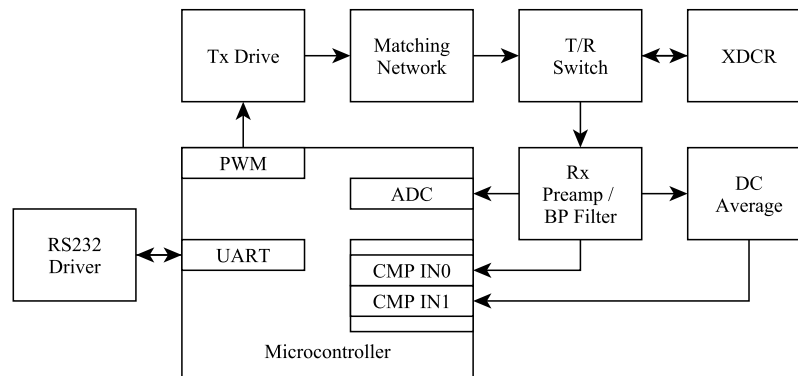 Tx Drive
Matching
Network
T/R
Switch
XDCR
PWM
ADC
Rx
Preamp /
BP Filter
DC
Average
RS232
Driver
UART
CMP IN0
CMP IN1
Microcontroller